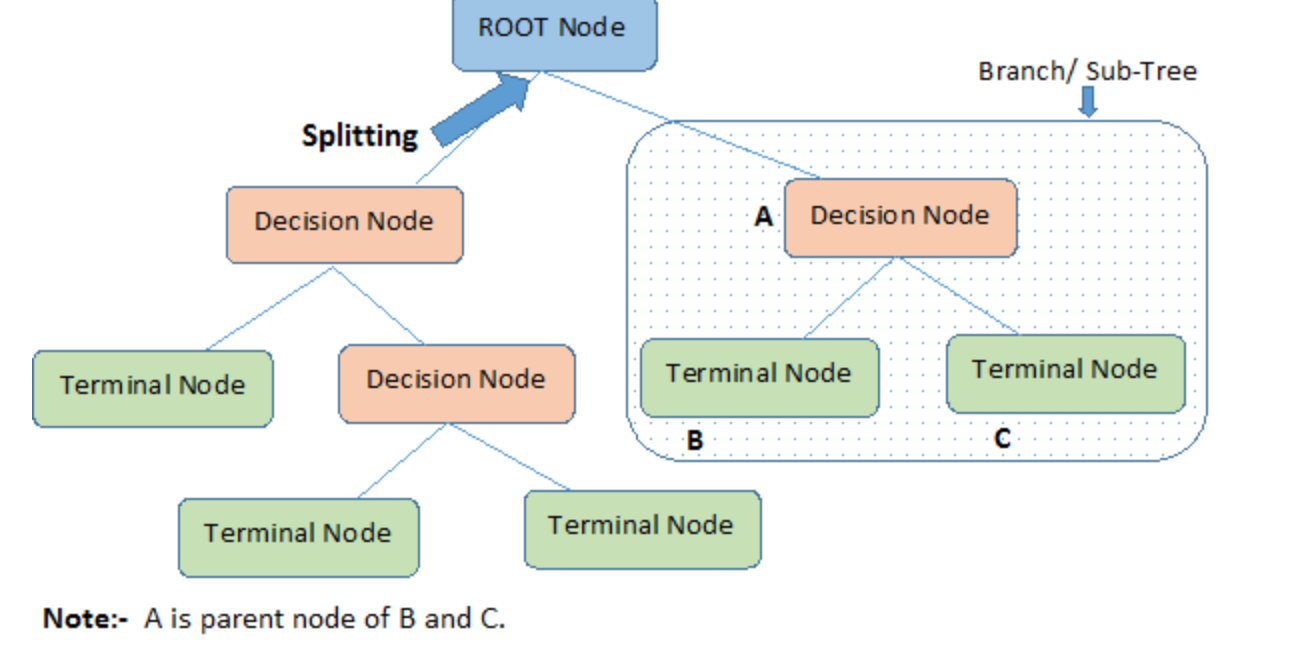 ROOT Node
Branch/ Sub-Tree
Splitting
Decision Node
A
Decision Node
Terminal Node
Decision Node
Terminal Node
Terminal Node
B
C
Terminal Node
Terminal Node
Note:- A is parent node of B and C.